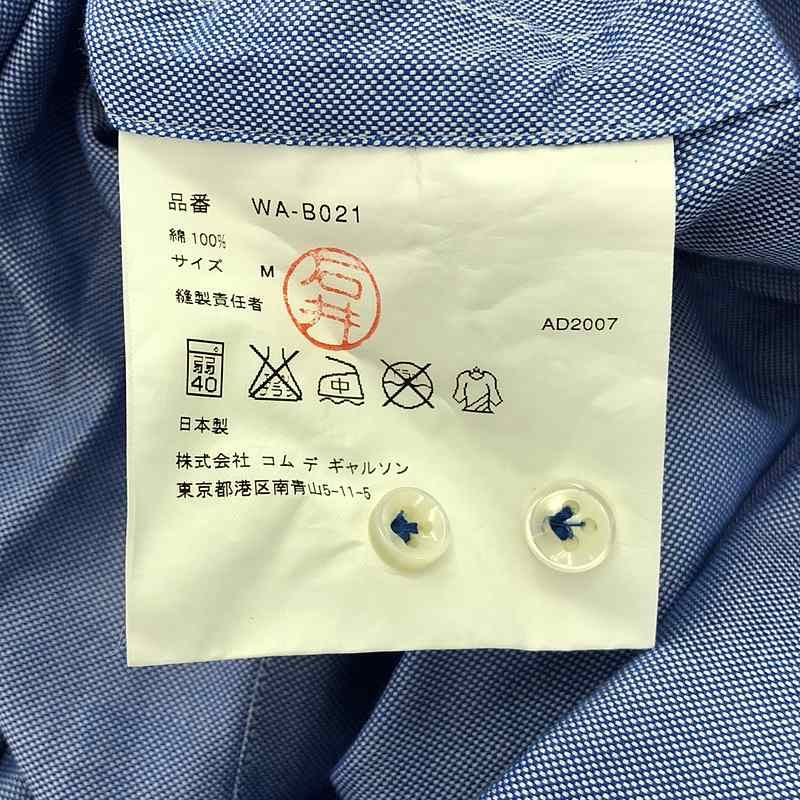 品番 WA-B021
綿 100%
サイズ M
縫製責任者
石井
AD2007
弱
40
中
日本製
株式会社 コム デ ギャルソン
東京都港区南青山5-11-5